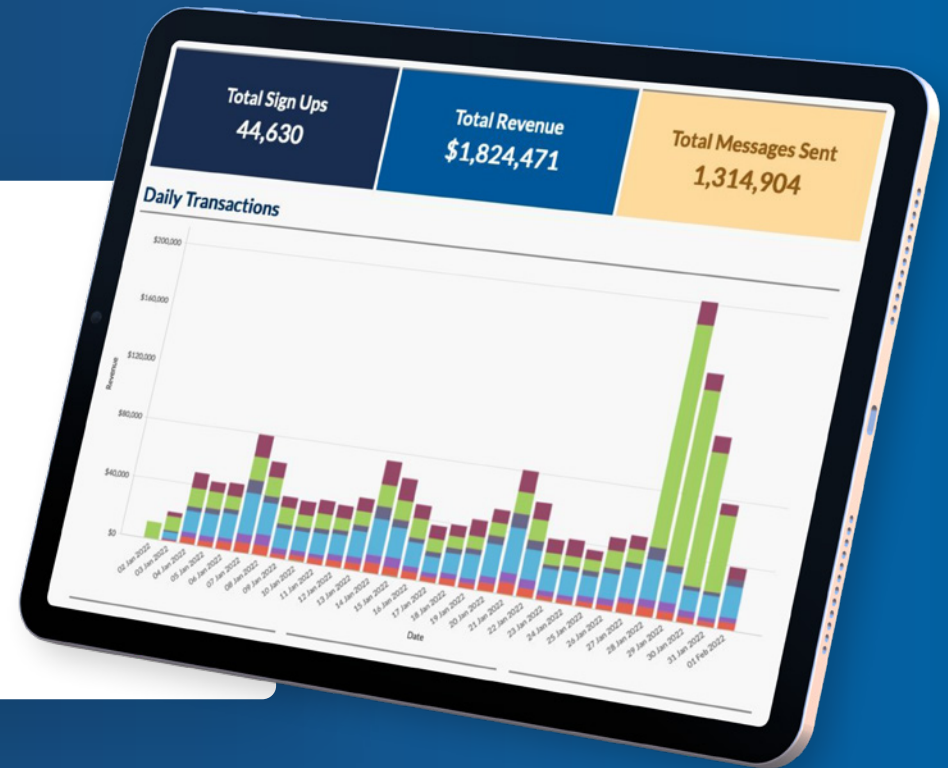 Total Sign Ups
44,630
Total Revenue
$1,824,471
Total Messages Sent
1,314,904
Daily Transactions
$200,000
$160,000
$120,000
$80,000
$40,000
$0
Revenue
02 Jan 2022
03 Jan 2022
04 Jan 2022
05 Jan 2022
06 Jan 2022
07 Jan 2022
08 Jan 2022
09 Jan 2022
10 Jan 2022
11 Jan 2022
12 Jan 2022
13 Jan 2022
14 Jan 2022
15 Jan 2022
16 Jan 2022
17 Jan 2022
18 Jan 2022
19 Jan 2022
20 Jan 2022
21 Jan 2022
22 Jan 2022
23 Jan 2022
24 Jan 2022
25 Jan 2022
26 Jan 2022
27 Jan 2022
28 Jan 2022
29 Jan 2022
30 Jan 2022
31 Jan 2022
01 Feb 2022
Date